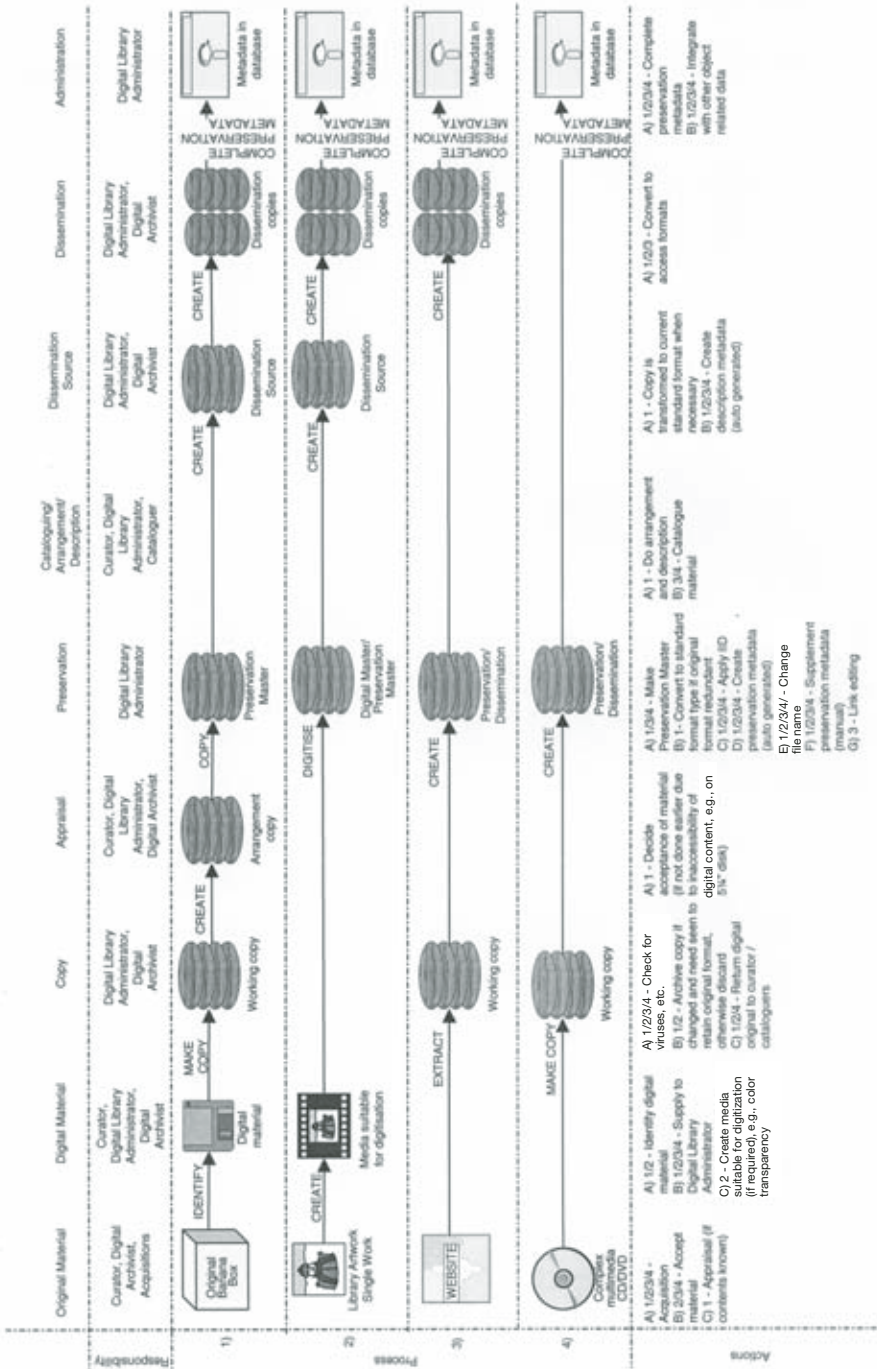 Original Material
Digital Material
Copy
Appraisal
Preservation
Cataloguing/
Arrangement/
Description
Dissemination
Source
Dissemination
Administration
Responsibility
Curator, Digital
Archivist,
Acquisitions
Curator,
Digital Library
Administrator,
Digital
Archivist
Digital Library
Administrator,
Digital
Archivist
Curator, Digital
Library
Administrator,
Digital Archivist
Digital Library
Administrator
Curator, Digital
Library
Administrator,
Cataloguer
Digital Library
Administrator,
Digital
Archivist
Digital Library
Administrator,
Digital
Archivist
Digital Library
Administrator
Process
1)
Original
Banana
Box
IDENTIFY
Digital
material
MAKE
COPY
Working copy
CREATE
Arrangement
copy
COPY
Preservation
Master
CREATE
Dissemination
Source
CREATE
Dissemination
copies
COMPLETE
PRESERVATION
METADATA
Metadata in
database
2)
Library Artwork
Single Work
CREATE
Media suitable
for digitisation
DIGITISE
Digital Master/
Preservation
Master
CREATE
Dissemination
Source
CREATE
Dissemination
copies
COMPLETE
PRESERVATION
METADATA
Metadata in
database
3)
WEBSITE
EXTRACT
Working copy
CREATE
Preservation/
Dissemination
CREATE
Dissemination
copies
COMPLETE
PRESERVATION
METADATA
Metadata in
database
4)
Complex
multimedia
CD/DVD
MAKE COPY
Working copy
CREATE
Preservation/
Dissemination
COMPLETE
PRESERVATION
METADATA
Metadata in
database
Actions
A) 1/2/3/4 - Acquisition
B) 2/3/4 - Accept
material
C) 1 - Appraisal (if
contents known)
A) 1/2 - Identify digital
material
B) 1/2/3/4 - Supply to
Digital Library
Administrator
C) 2 - Create media
suitable for digitization
(if required), e.g., color
transparency
A) 1/2/3/4 - Check for
viruses, etc.
B) 1/2 - Archive copy if
changed and need seen to
retain original format,
otherwise discard
C) 1/2/4 - Return digital
original to curator /
cataloguers
A) 1 - Decide
acceptance of material
(if not done earlier due
to inaccessibility of
digital content, e.g., on
5¼" disk)
A) 1/3/4 - Make
Preservation Master
B) 1- Convert to standard
format type if original
format redundant
C) 1/2/3/4 - Apply IID
D) 1/2/3/4 - Create
preservation metadata
(auto generated)
E) 1/2/3/4/ - Change
file name
F) 1/2/3/4 - Supplement
preservation metadata
(manual)
G) 3 - Link editing
A) 1 - Do arrangement
and description
B) 3/4 - Catalogue
material
A) 1 - Copy is
transformed to current
standard format when
necessary
B) 1/2/3/4 - Create
description metadata
(auto generated)
A) 1/2/3 - Convert to
access formats
A) 1/2/3/4 - Complete
preservation
metadata
B) 1/2/3/4 - Integrate
with other object
related data